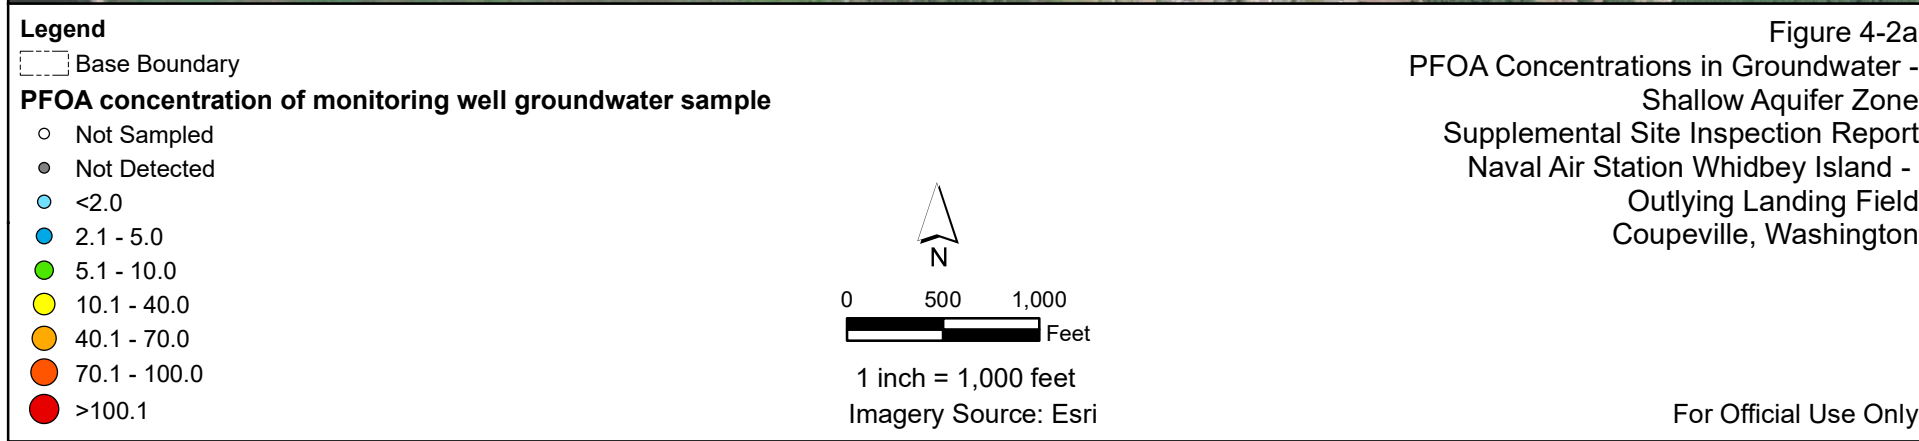 Legend
Base Boundary
PFOA concentration of monitoring well groundwater sample
Not Sampled
Not Detected
<2.0
2.1 - 5.0
5.1 - 10.0
10.1 - 40.0
40.1 - 70.0
70.1 - 100.0
>100.1
N
0 500 1,000
Feet
1 inch = 1,000 feet
Imagery Source: Esri
Figure 4-2a
PFOA Concentrations in Groundwater -
Shallow Aquifer Zone
Supplemental Site Inspection Report
Naval Air Station Whidbey Island -
Outlying Landing Field
Coupeville, Washington
For Official Use Only